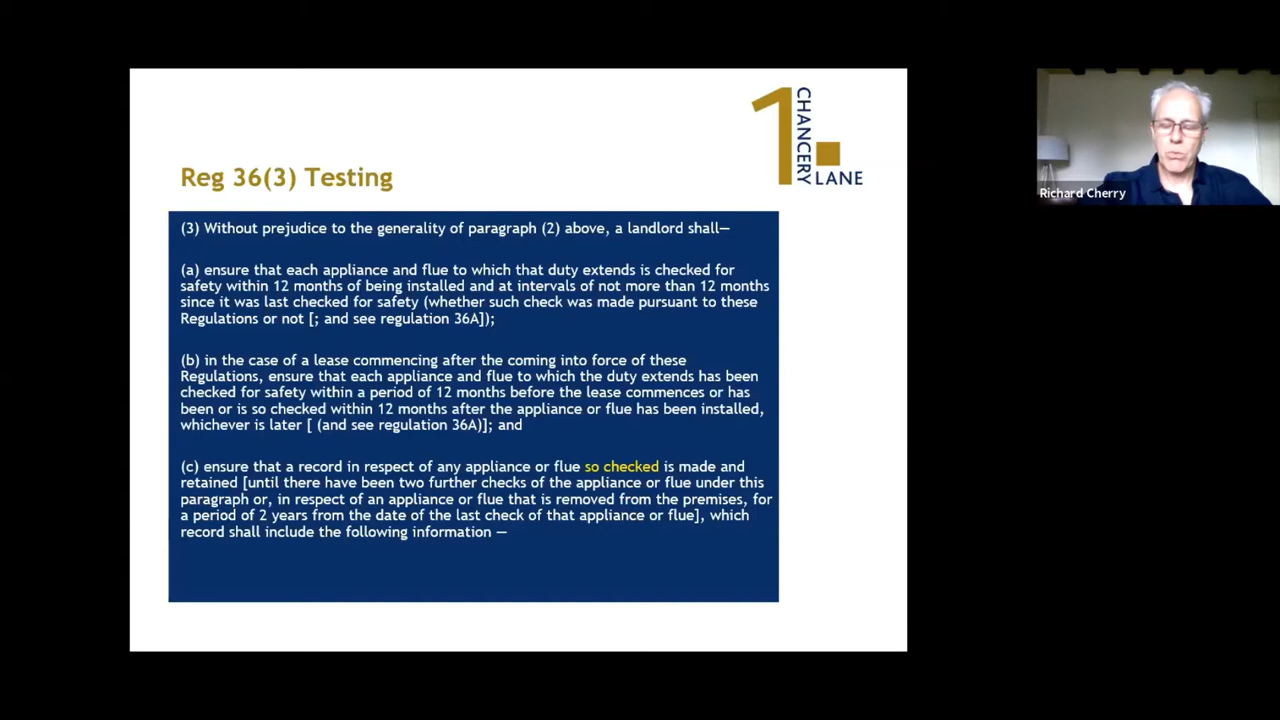 1 CHANCERY LANE
Reg 36(3) Testing
(3) Without prejudice to the generality of paragraph (2) above, a landlord shall—
(a) ensure that each appliance and flue to which that duty extends is checked for
safety within 12 months of being installed and at intervals of not more than 12 months
since it was last checked for safety (whether such check was made pursuant to these
Regulations or not [; and see regulation 36A]);
(b) in the case of a lease commencing after the coming into force of these
Regulations, ensure that each appliance and flue to which the duty extends has been
checked for safety within a period of 12 months before the lease commences or has
been or is so checked within 12 months after the appliance or flue has been installed,
whichever is later [ (and see regulation 36A)]; and
(c) ensure that a record in respect of any appliance or flue so checked is made and
retained [until there have been two further checks of the appliance or flue under this
paragraph or, in respect of an appliance or flue that is removed from the premises, for
a period of 2 years from the date of the last check of that appliance or flue], which
record shall include the following information —
Richard Cherry